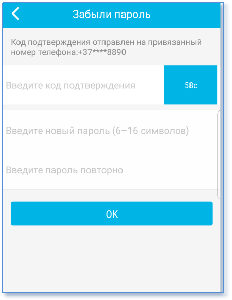 Забыли пароль
Код подтверждения отправлен на привязанный
номер телефона.+37****8890
Введите код подтверждения
58с
Введите новый пароль (6–16 символов)
Введите пароль повторно
OK